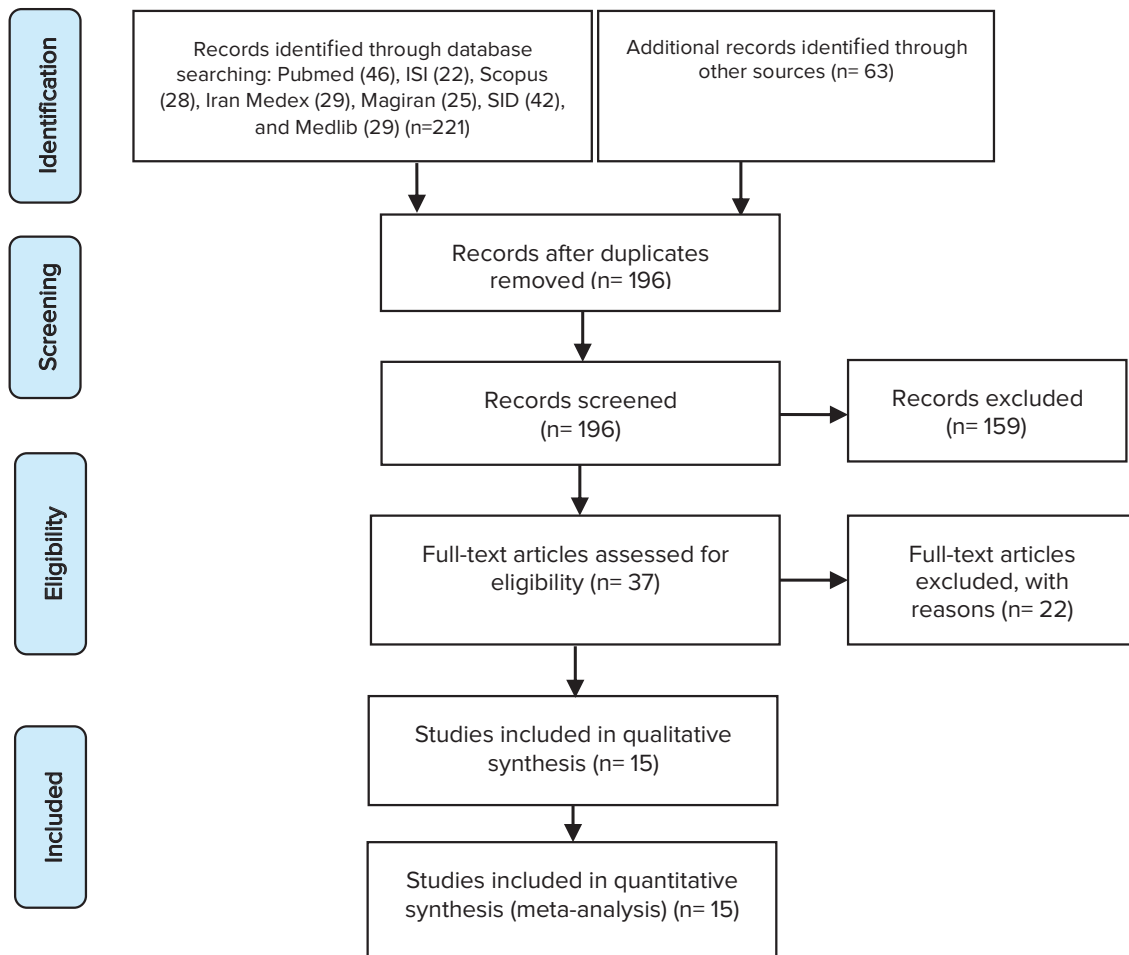 Identification
Records identified through database
searching: Pubmed (46), ISI (22), Scopus
(28), Iran Medex (29), Magiran (25), SID (42),
and Medlib (29) (n=221)
Additional records identified through
other sources (n= 63)
Screening
Records after duplicates
removed (n= 196)
Records screened
(n= 196)
Records excluded
(n= 159)
Eligibility
Full-text articles assessed for
eligibility (n= 37)
Full-text articles
excluded, with
reasons (n= 22)
Included
Studies included in qualitative
synthesis (n= 15)
Studies included in quantitative
synthesis (meta-analysis) (n= 15)